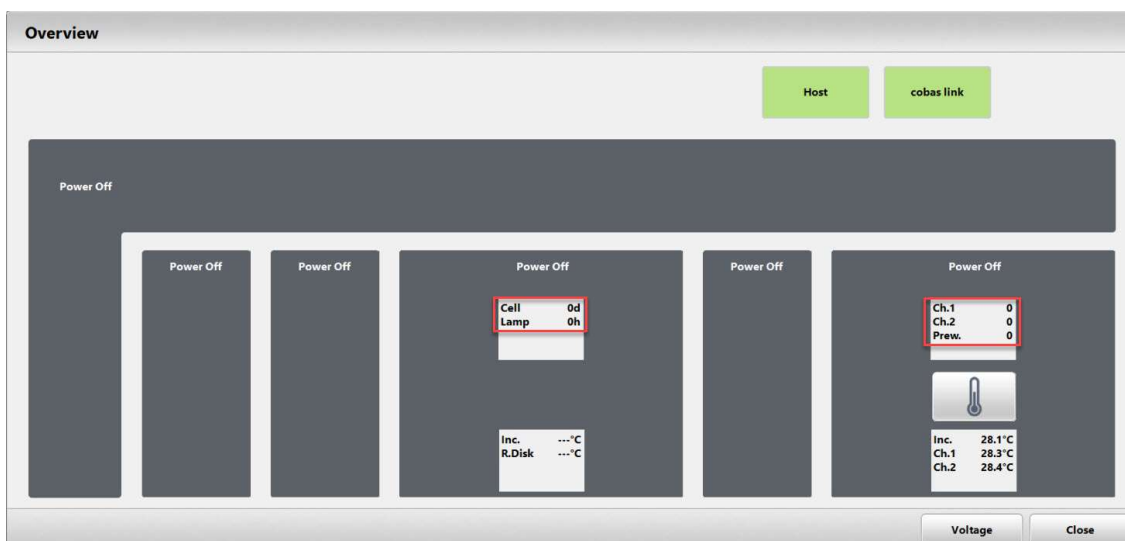 Overview
Host
cobas link
Power Off
Power Off
Power Off
Power Off
Power Off
Power Off
Cell 0d
Lamp 0h
Ch.1 0
Ch.2 0
Prew. 0
Inc. ---°C
R.Disk ---°C
Inc. 28.1°C
Ch.1 28.3°C
Ch.2 28.4°C
Voltage
Close